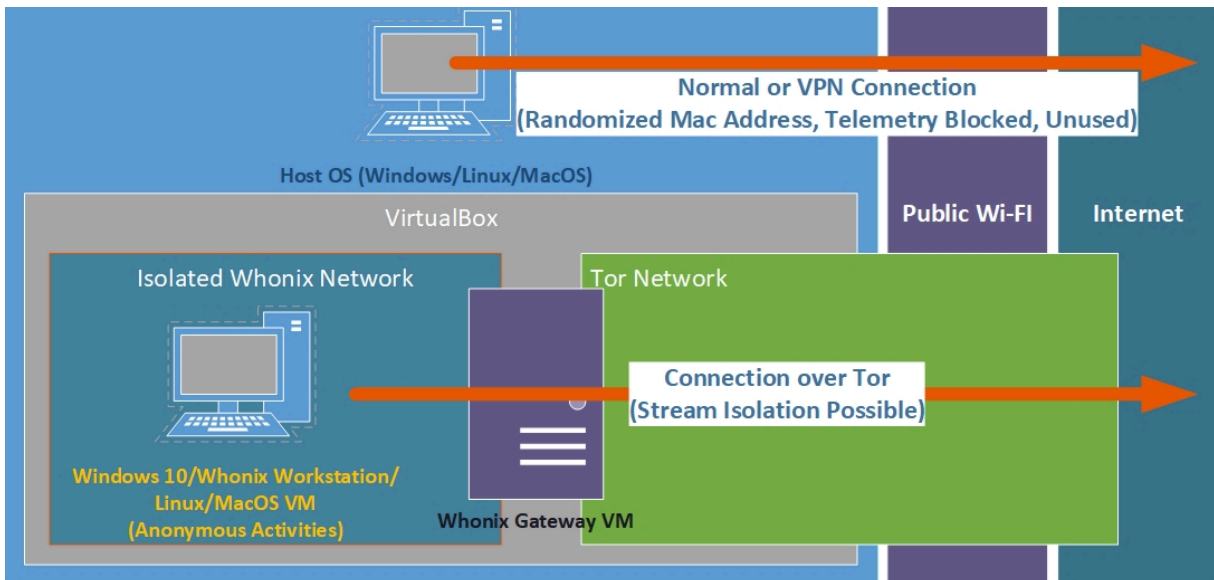 Normal or VPN Connection
(Randomized Mac Address, Telemetry Blocked, Unused)
Host OS (Windows/Linux/MacOS)
VirtualBox
Public Wi-FI
Internet
Isolated Whonix Network
Tor Network
Connection over Tor
(Stream Isolation Possible)
Windows 10/Whonix Workstation/
Linux/MacOS VM
(Anonymous Activities)
Whonix Gateway VM